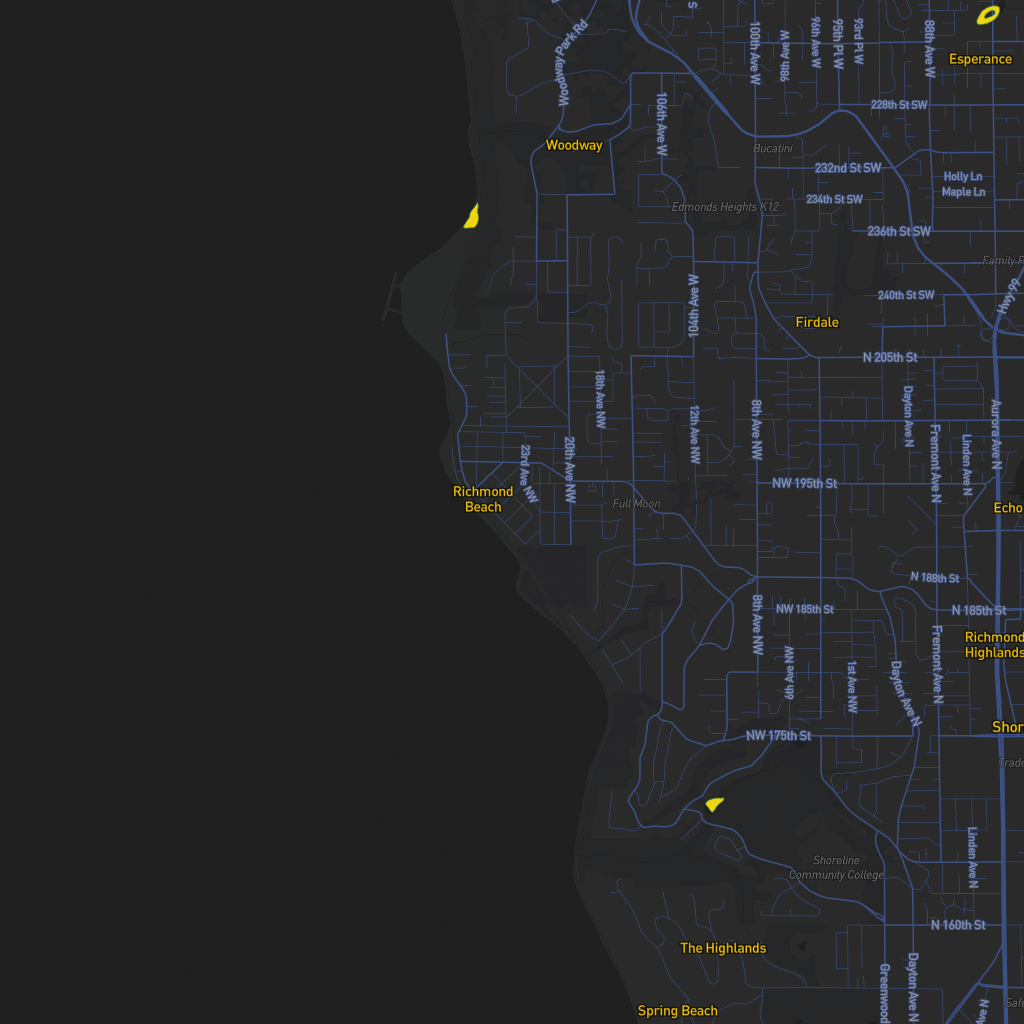 Woodway Park Rd
100th Ave W
98th Ave W
96th Ave W
95th Pl W
93rd Pl W
88th Ave W
Esperance
106th Ave W
228th St SW
Woodway
Bucatini
232nd St SW
Holly Ln
Maple Ln
Edmonds Heights K12
234th St SW
236th St SW
Family F
104th Ave W
240th St SW
Hwy 99
Firdale
N 205th St
18th Ave NW
12th Ave NW
8th Ave NW
Dayton Ave N
Fremont Ave N
Linden Ave N
Aurora Ave N
23rd Ave NW
20th Ave NW
NW 195th St
Richmond
Beach
Full Moon
Echo
N 188th St
8th Ave NW
NW 185th St
N 185th St
Richmond
Highlands
6th Ave NW
1st Ave NW
Dayton Ave N
Fremont Ave N
Shor
NW 175th St
Trade
Linden Ave N
Shoreline
Community College
N 160th St
The Highlands
Greenwood
Dayton Ave N
Ave N
Safe
Spring Beach